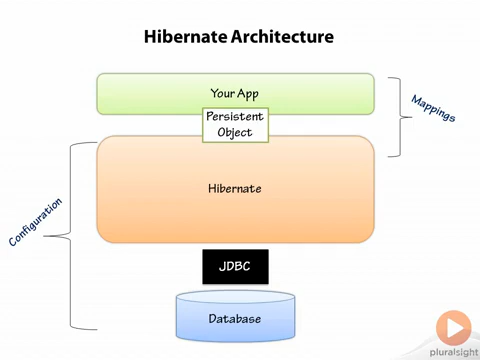 Hibernate Architecture
Your App
Persistent
Object
Mappings
Hibernate
Configuration
JDBC
Database
pluralsight